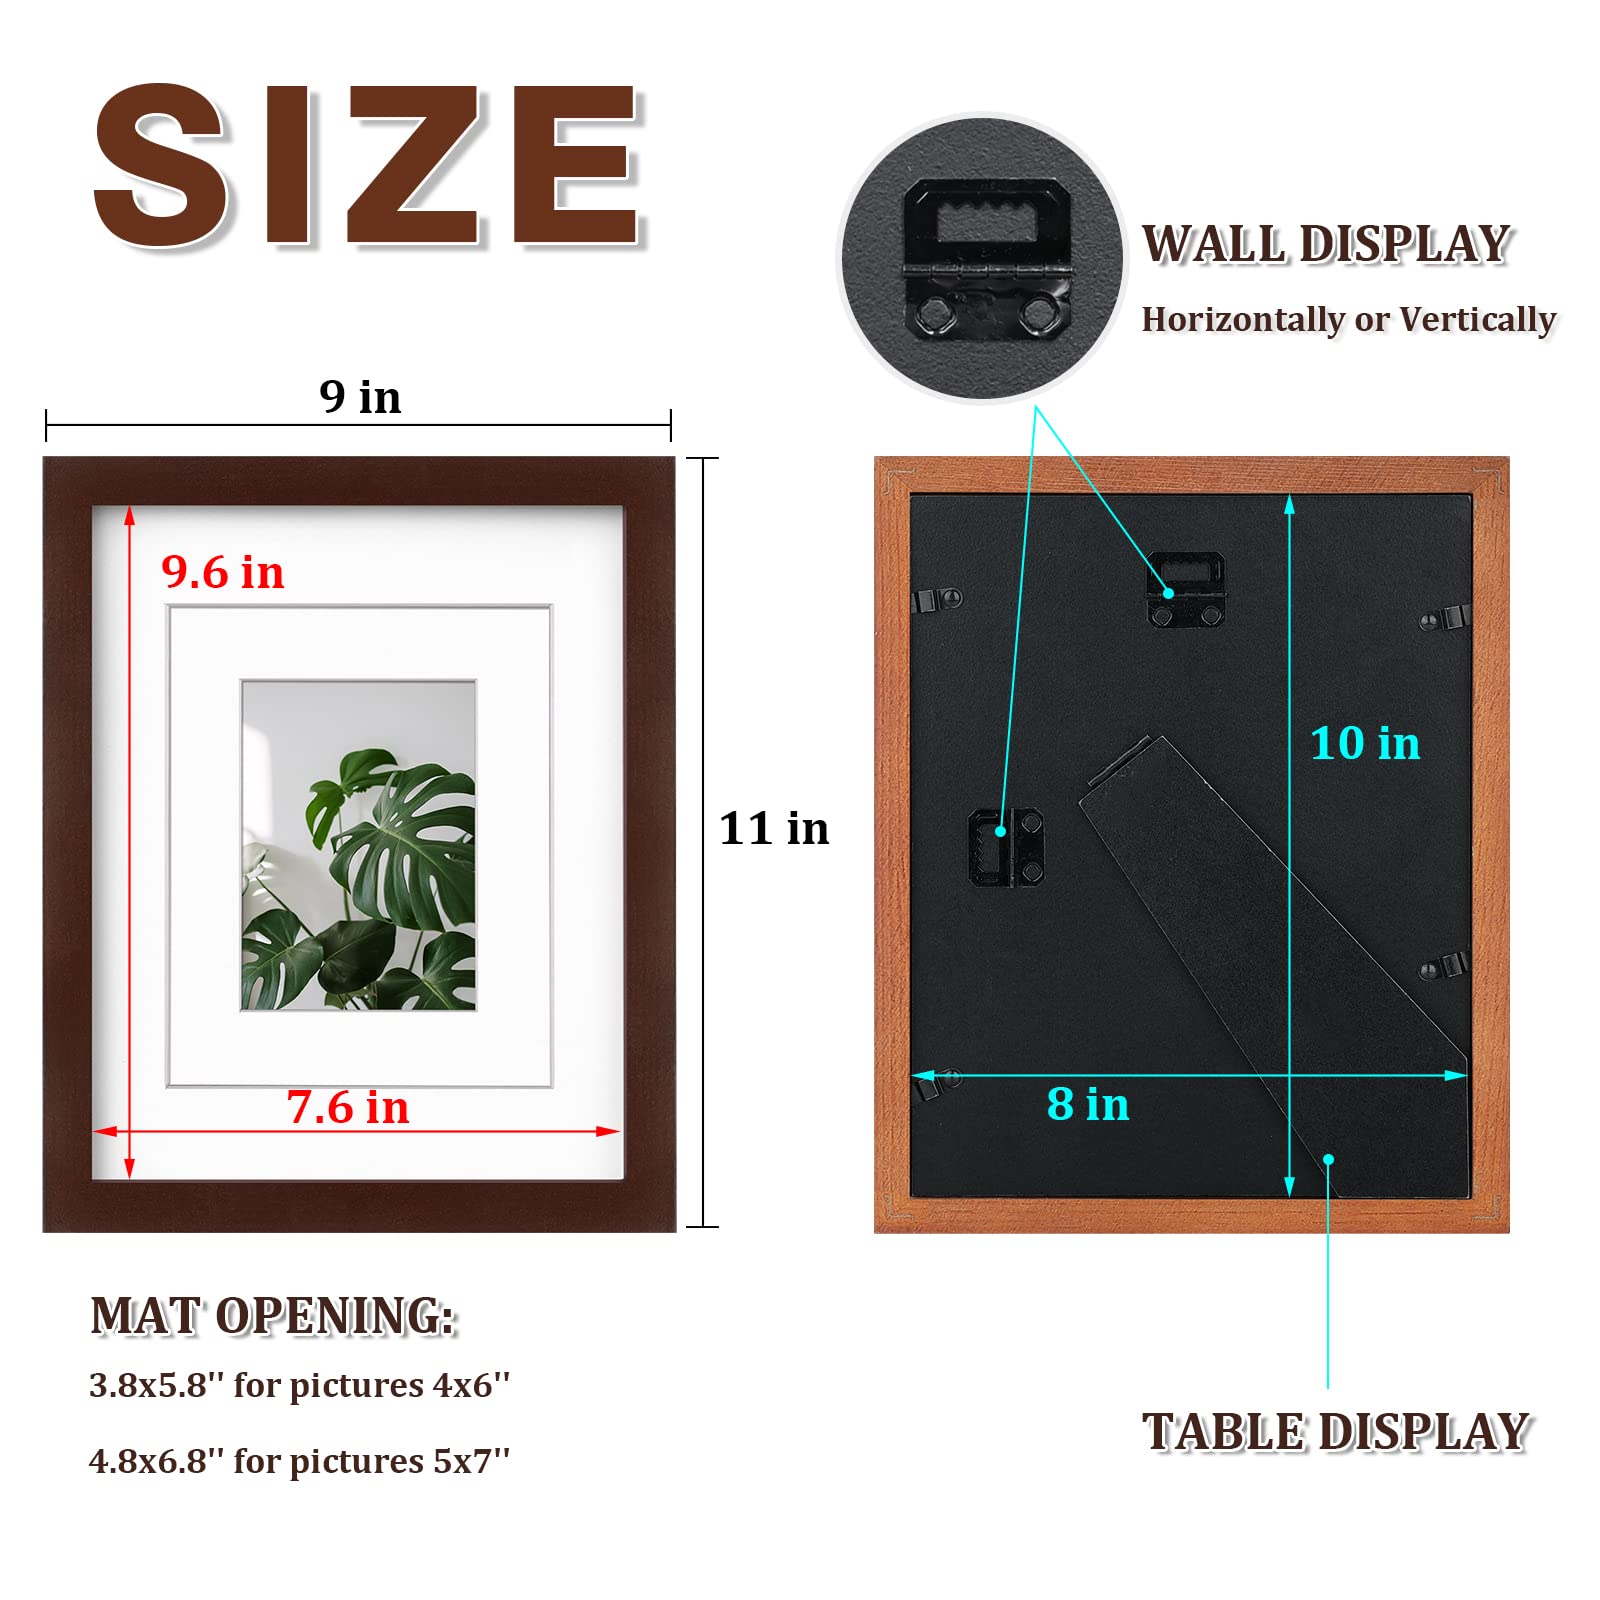 SIZE
WALL DISPLAY
Horizontally or Vertically
9 in
9.6 in
11 in
7.6 in
10 in
8 in
MAT OPENING:
3.8x5.8" for pictures 4x6"
4.8x6.8" for pictures 5x7"
TABLE DISPLAY